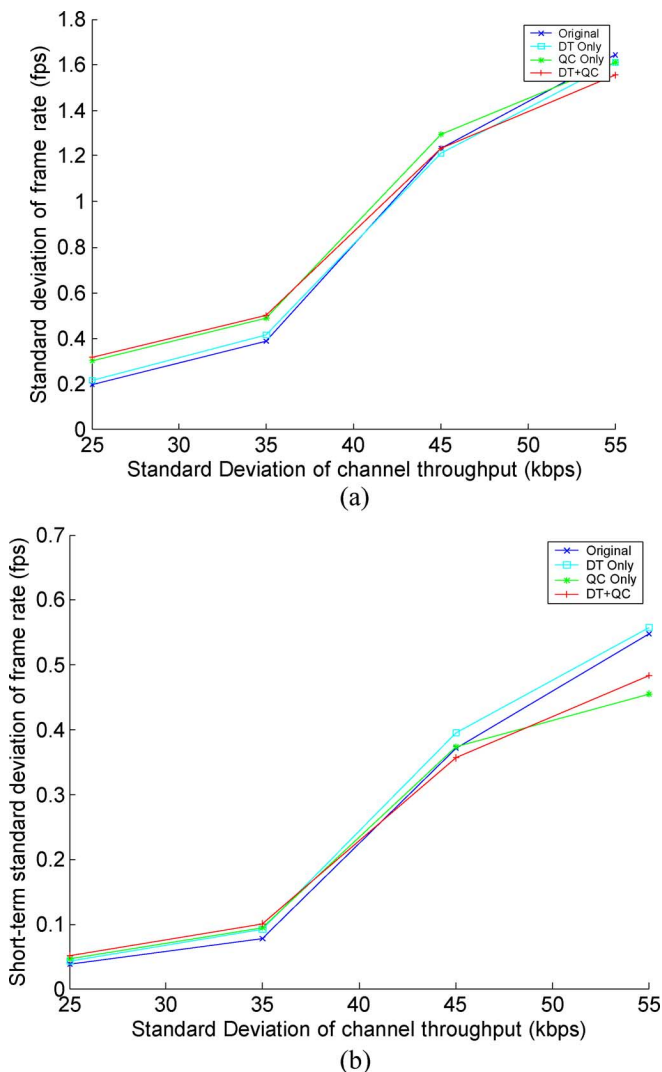 1.8
1.6
1.4
1.2
1
0.8
0.6
0.4
0.2
0
Standard deviation of frame rate (fps)
Original
DT Only
QC Only
DT+QC
25 30 35 40 45 50 55
Standard Deviation of channel throughput (kbps)
(a)
0.7
0.6
0.5
0.4
0.3
0.2
0.1
0
Short-term standard deviation of frame rate (fps)
Original
DT Only
QC Only
DT+QC
25 30 35 40 45 50 55
Standard Deviation of channel throughput (kbps)
(b)